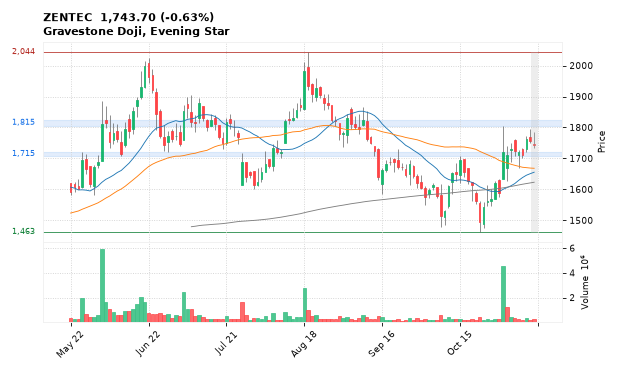 ZENTEC 1,743.70 (-0.63%)
Gravestone Doji, Evening Star
2,044
1,815
1,715
1,463
2000
1900
1800
1700
1600
1500
Price
6
4
2
Volume 10⁶
May 22
Jun 22
Jul 21
Aug 18
Sep 16
Oct 15